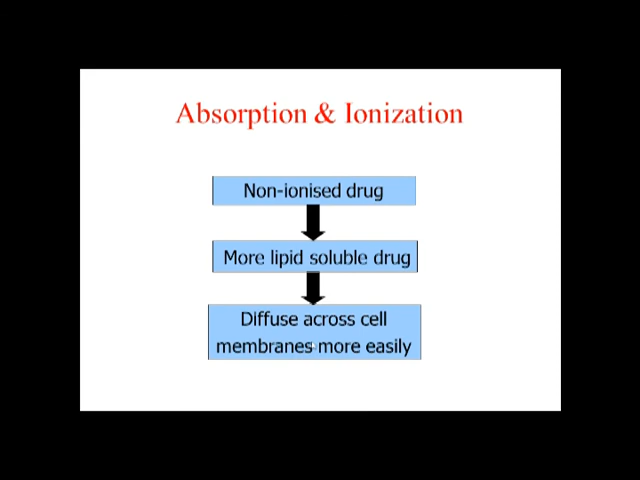 Absorption & Ionization
Non-ionised drug
More lipid soluble drug
Diffuse across cell
membranes more easily